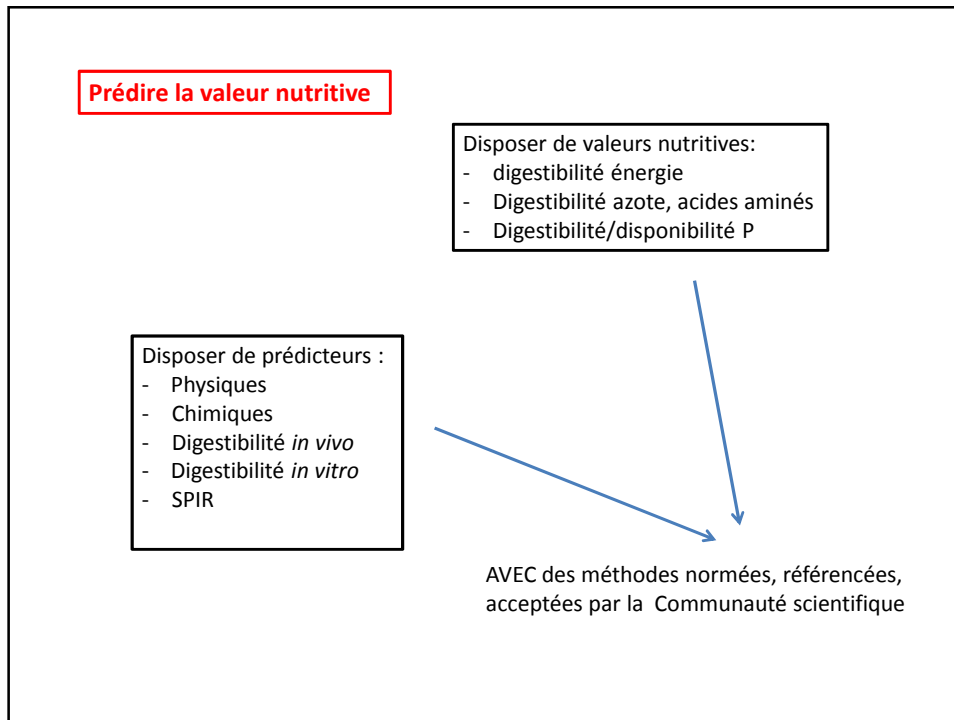 Prédire la valeur nutritive
Disposer de valeurs nutritives:
- digestibilité énergie
- Digestibilité azote, acides aminés
- Digestibilité/disponibilité P
Disposer de prédicteurs :
- Physiques
- Chimiques
- Digestibilité in vivo
- Digestibilité in vitro
- SPIR
AVEC des méthodes normées, référencées,
acceptées par la Communauté scientifique